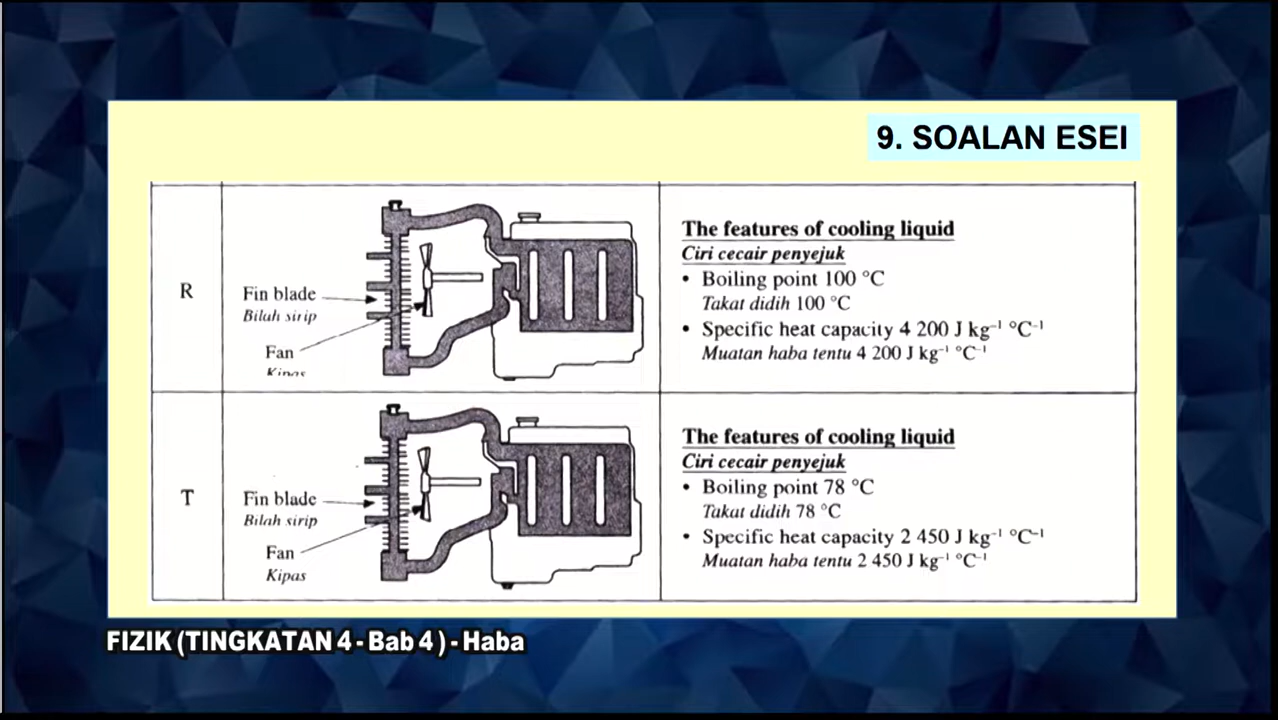 9. SOALAN ESEI
R
Fin blade
Bilah sirip
Fan
Kipas
The features of cooling liquid
Ciri cecair penyejuk
• Boiling point 100 °C
Takat didih 100 °C
• Specific heat capacity 4 200 J kg⁻¹ °C⁻¹
Muatan haba tentu 4 200 J kg⁻¹ °C⁻¹
T
Fin blade
Bilah sirip
Fan
Kipas
The features of cooling liquid
Ciri cecair penyejuk
• Boiling point 78 °C
Takat didih 78 °C
• Specific heat capacity 2 450 J kg⁻¹ °C⁻¹
Muatan haba tentu 2 450 J kg⁻¹ °C⁻¹
FIZIK (TINGKATAN 4 - Bab 4 ) - Haba